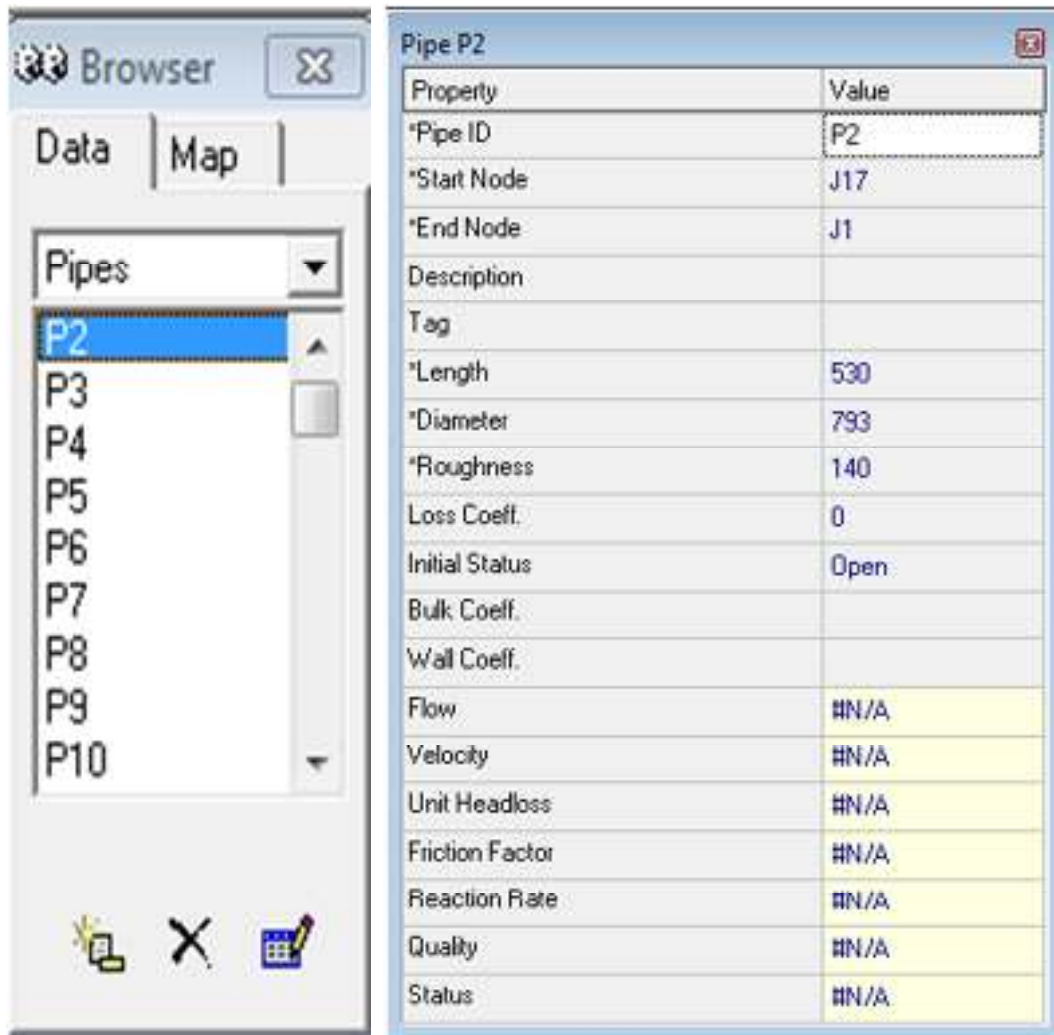 Browser
Data Map
Pipes
P2
P3
P4
P5
P6
P7
P8
P9
P10
Pipe P2
Property Value
*Pipe ID P2
*Start Node J17
*End Node J1
Description
Tag
*Length 530
*Diameter 793
*Roughness 140
Loss Coeff. 0
Initial Status Open
Bulk Coeff.
Wall Coeff.
Flow #N/A
Velocity #N/A
Unit Headloss #N/A
Friction Factor #N/A
Reaction Rate #N/A
Quality #N/A
Status #N/A